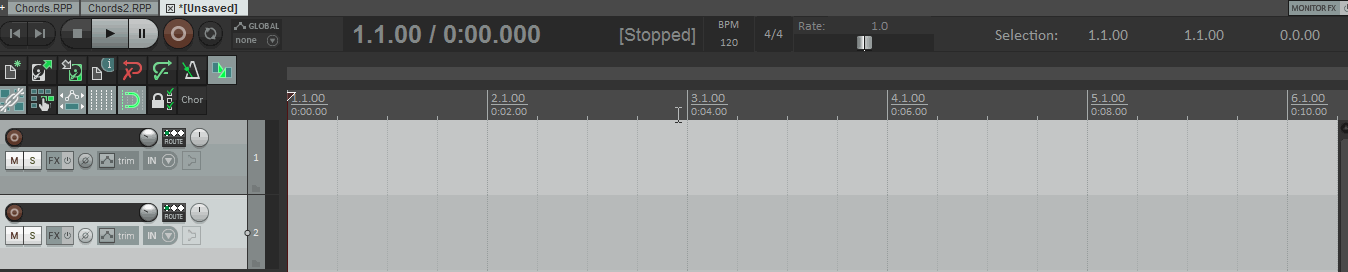 + Chords.RPP Chords2.RPP *[Unsaved] MONITOR FX
GLOBAL
none
1.1.00 / 0:00.000 [Stopped]
BPM
120
4/4
Rate: 1.0
Selection: 1.1.00 1.1.00 0.0.00
Chor
1.1.00 2.1.00 3.1.00 4.1.00 5.1.00 6.1.00
0:00.00 0:02.00 0:04.00 0:06.00 0:08.00 0:10.00
ROUTE
M S FX trim IN 1
ROUTE
M S FX trim IN 2